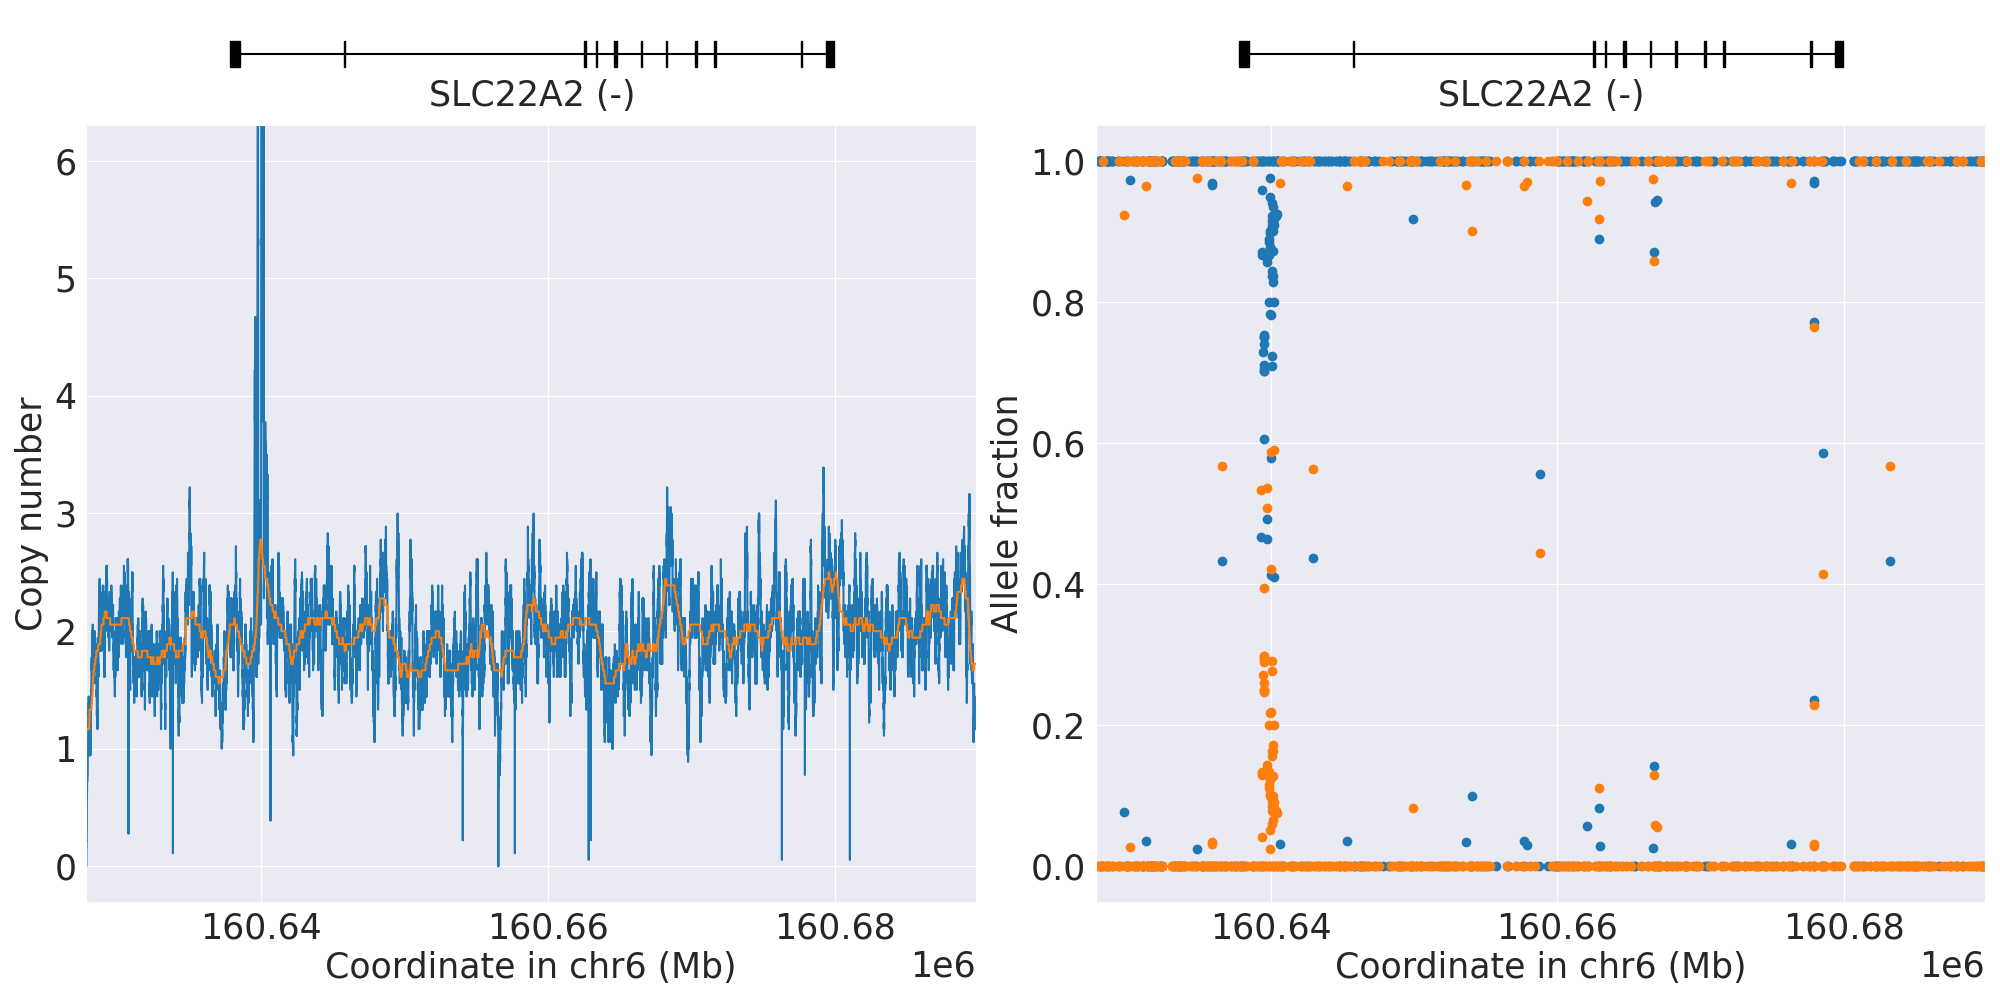 SLC22A2 (-)
SLC22A2 (-)
Copy number
6
5
4
3
2
1
0
160.64
160.66
160.68
Coordinate in chr6 (Mb)
1e6
Allele fraction
1.0
0.8
0.6
0.4
0.2
0.0
160.64
160.66
160.68
Coordinate in chr6 (Mb)
1e6